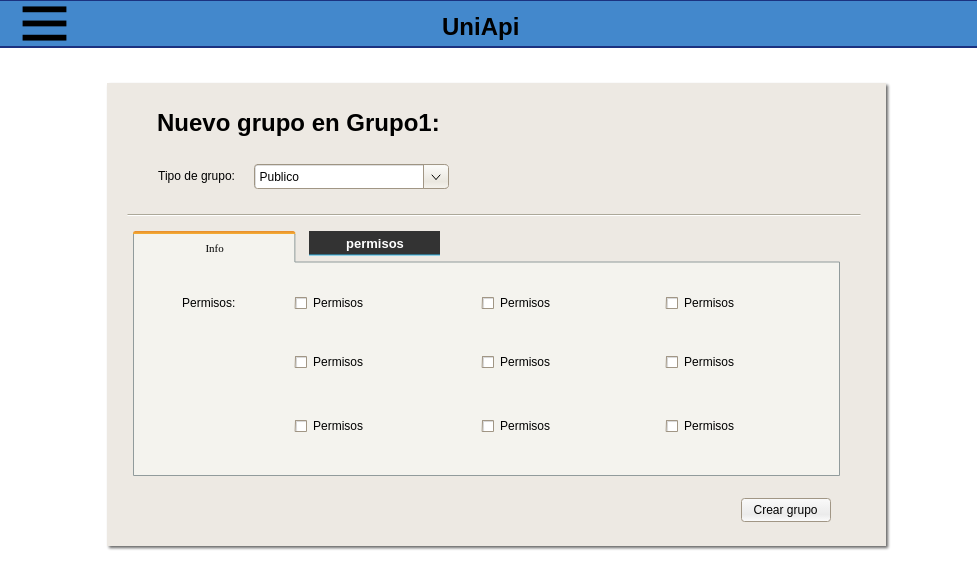 UniApi
Nuevo grupo en Grupo1:
Tipo de grupo: Publico
Info permisos
Permisos: Permisos Permisos Permisos
Permisos Permisos Permisos
Permisos Permisos Permisos
Crear grupo